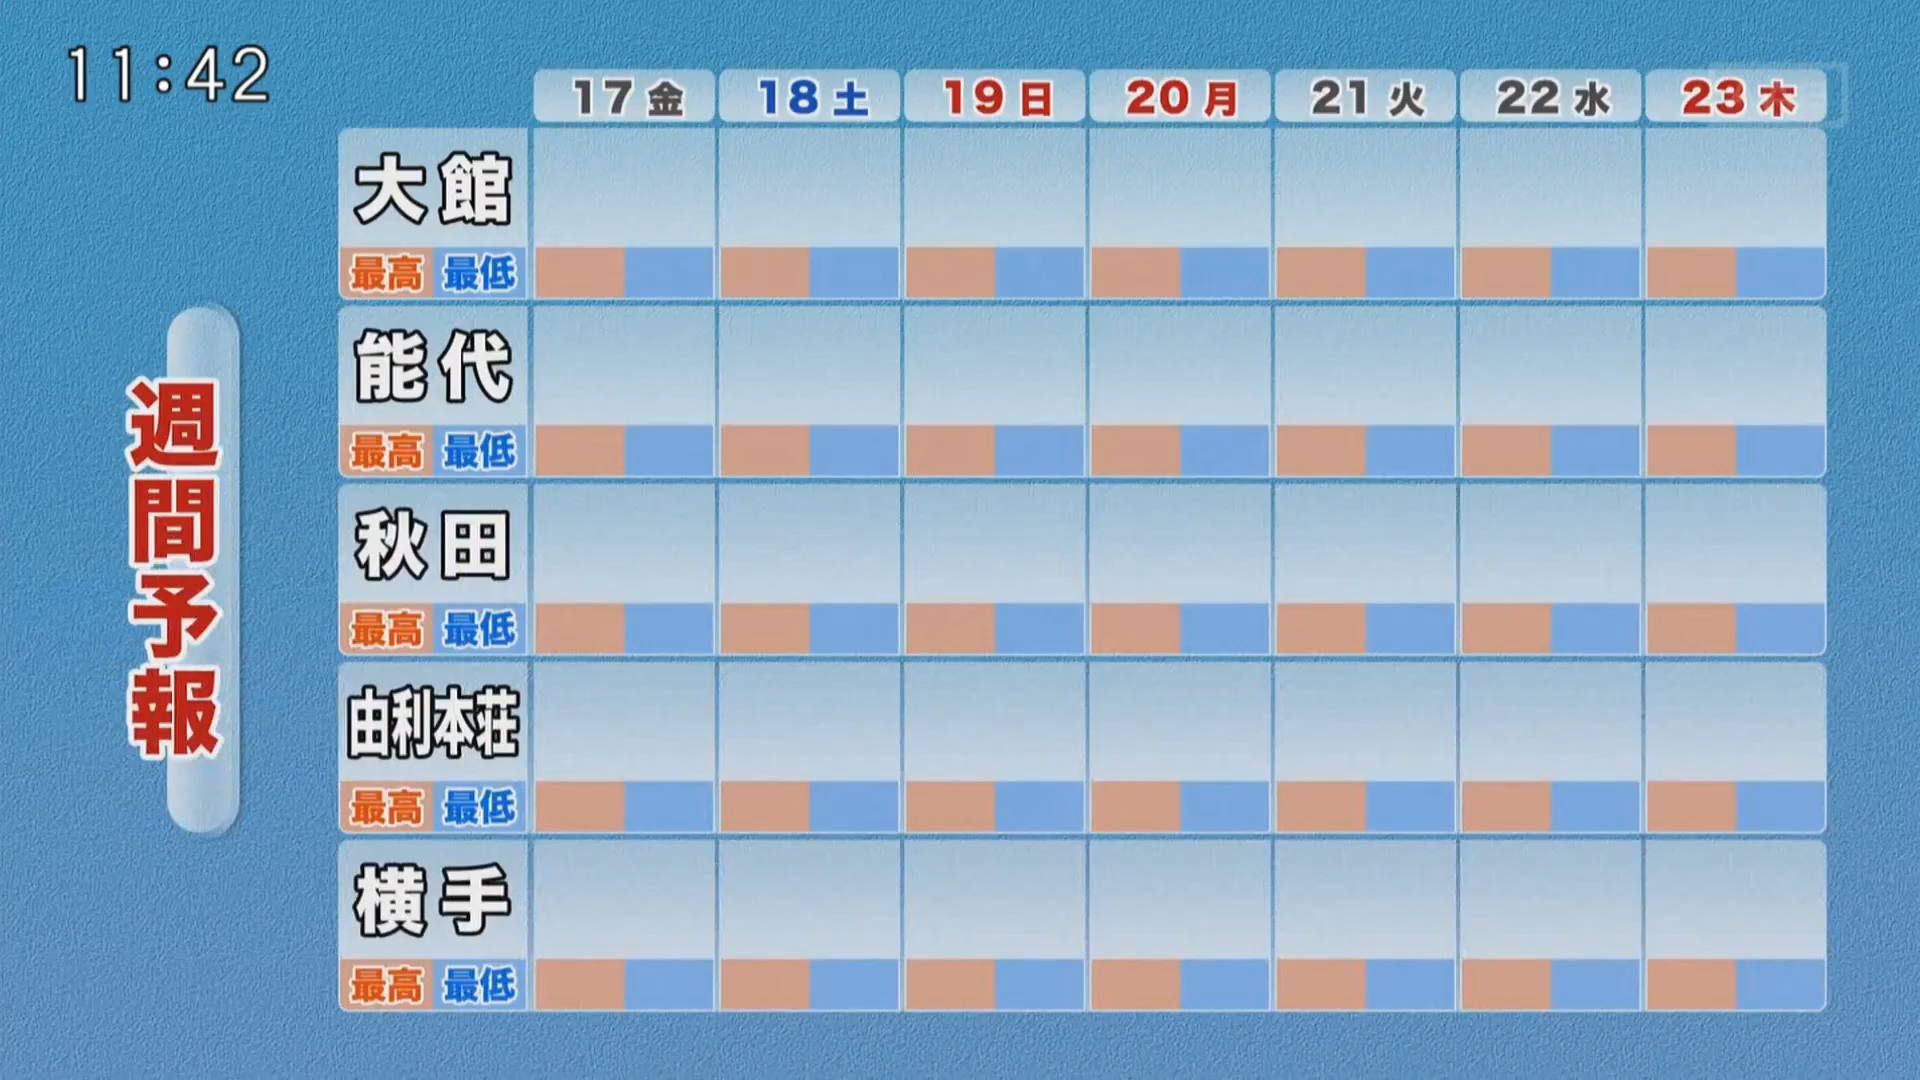 11:42
17 金 18 土 19 日 20 月 21 火 22 水 23 木
週間予報
大館
最高 最低
能代
最高 最低
秋田
最高 最低
由利本荘
最高 最低
横手
最高 最低